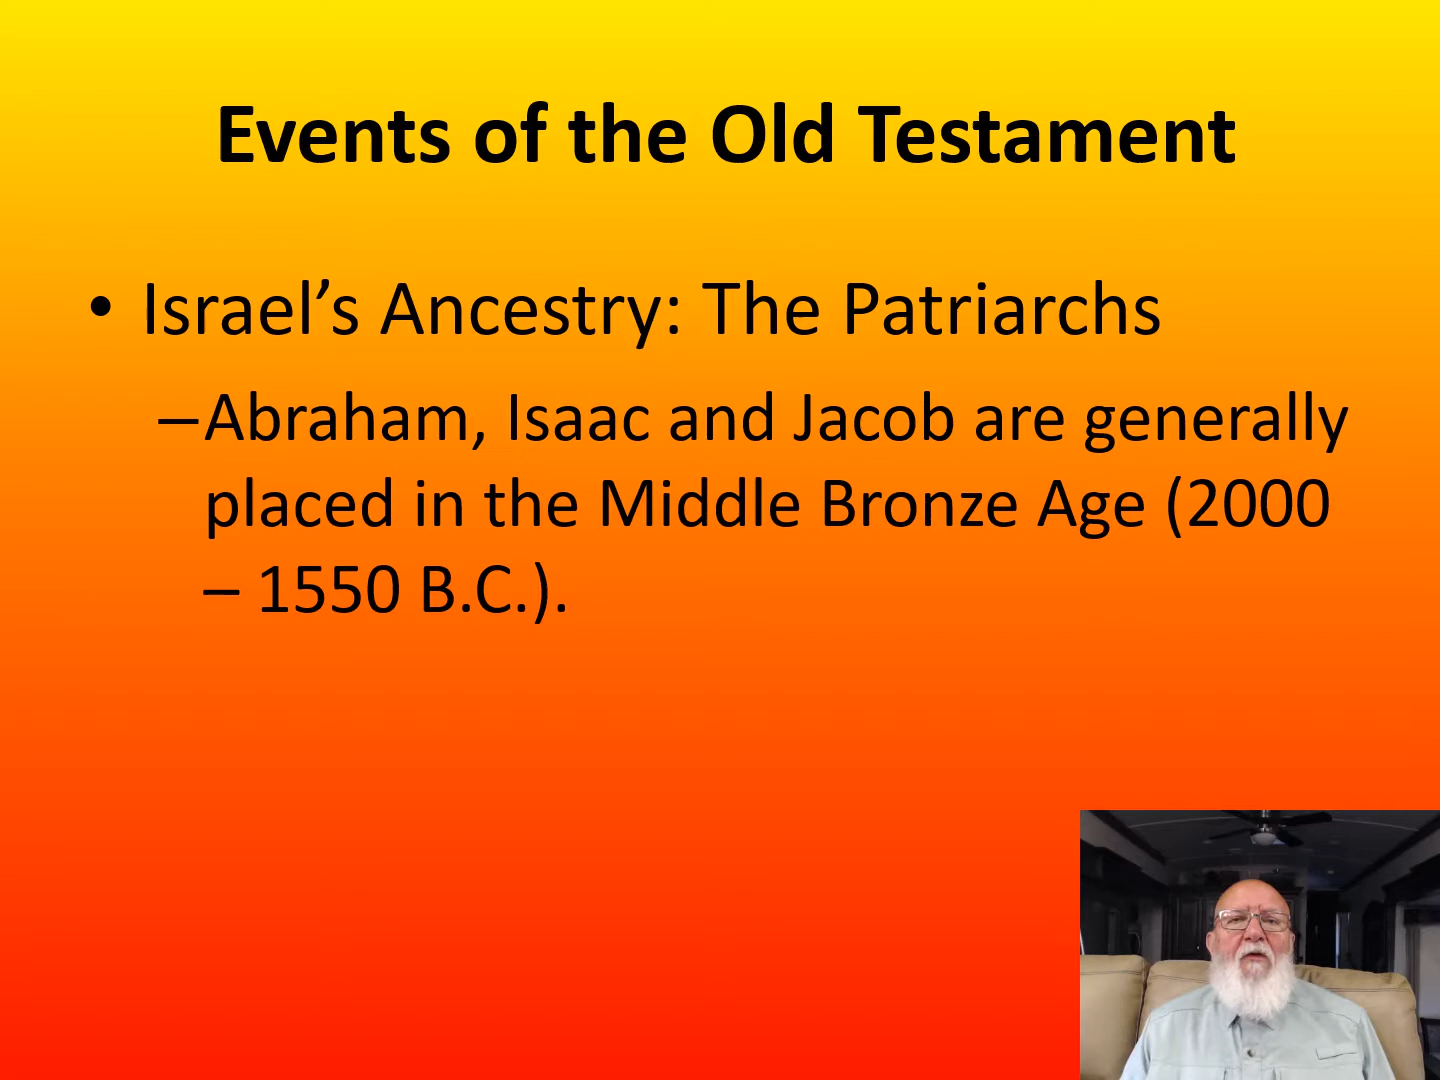 Events of the Old Testament
• Israel’s Ancestry: The Patriarchs
–Abraham, Isaac and Jacob are generally
placed in the Middle Bronze Age (2000
– 1550 B.C.).